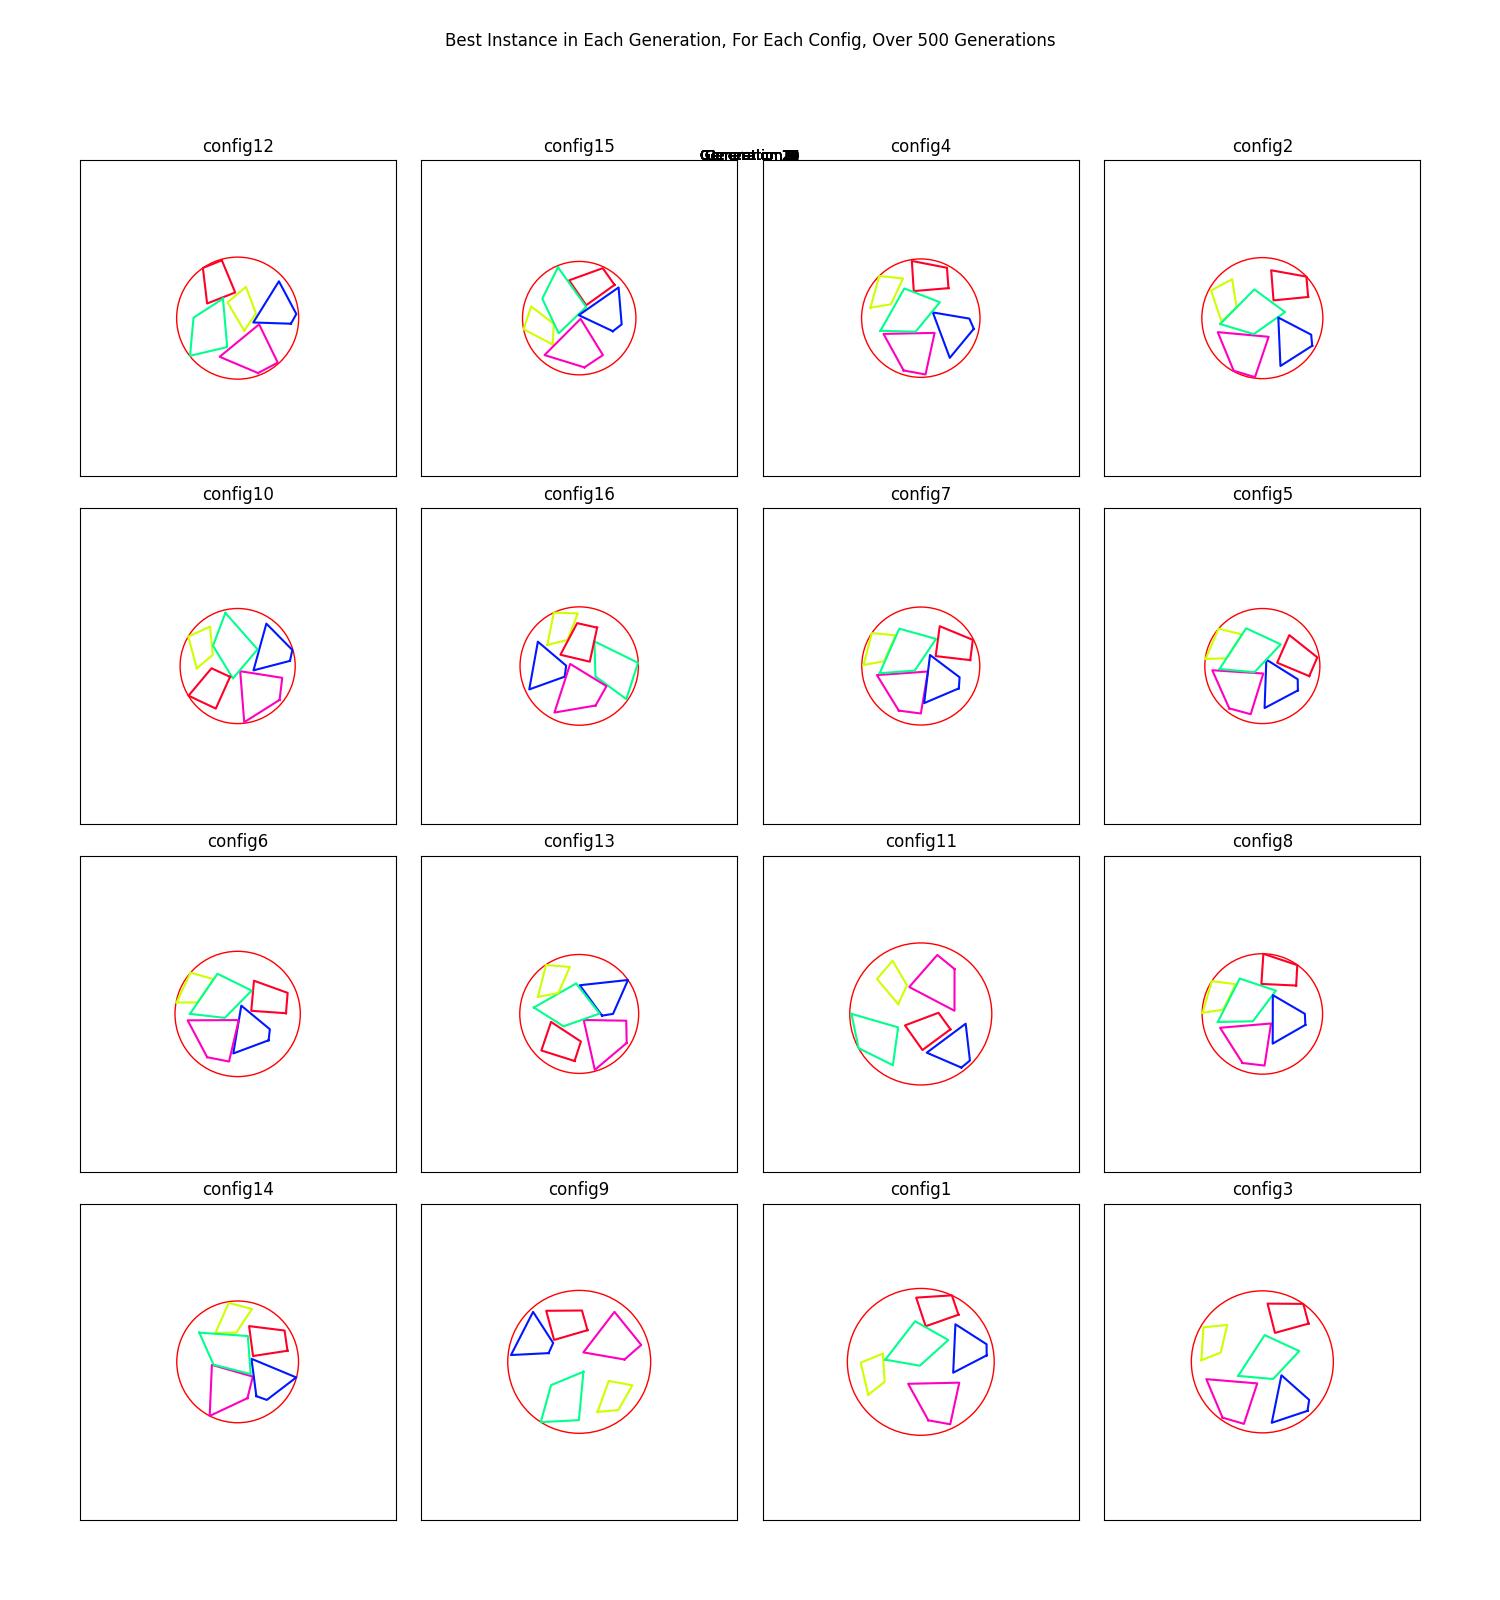 Best Instance in Each Generation, For Each Config, Over 500 Generations
config12
config15
config4
config2
config10
config16
config7
config5
config6
config13
config11
config8
config14
config9
config1
config3